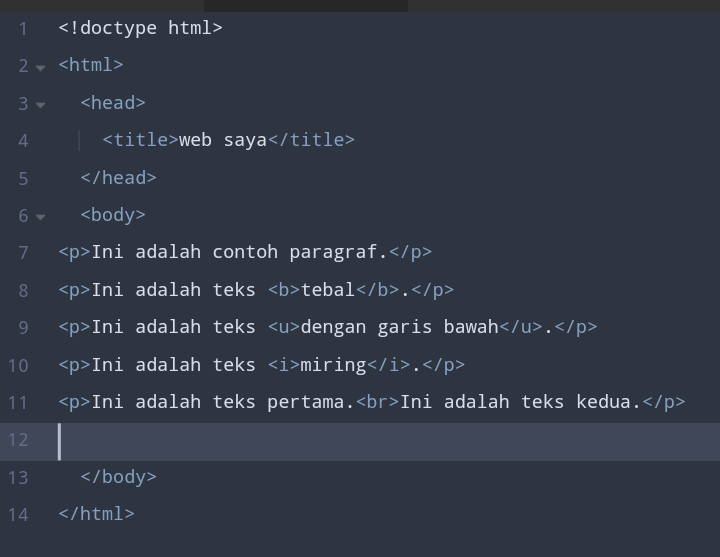 1 <!doctype html>
2 <html>
3 <head>
4 <title>web saya</title>
5 </head>
6 <body>
7 <p>Ini adalah contoh paragraf.</p>
8 <p>Ini adalah teks <b>tebal</b>.</p>
9 <p>Ini adalah teks <u>dengan garis bawah</u>.</p>
10 <p>Ini adalah teks <i>miring</i>.</p>
11 <p>Ini adalah teks pertama.<br>Ini adalah teks kedua.</p>
12
13 </body>
14 </html>